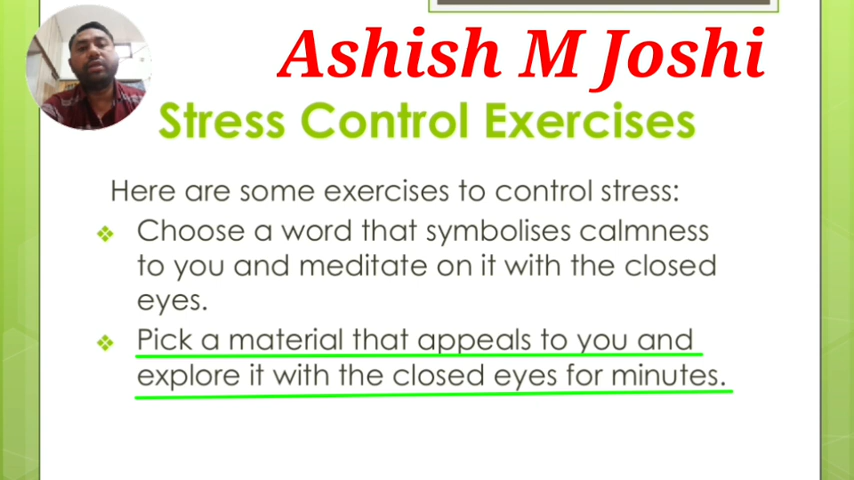 Ashish M Joshi
Stress Control Exercises
Here are some exercises to control stress:
❖ Choose a word that symbolises calmness
to you and meditate on it with the closed
eyes.
❖ Pick a material that appeals to you and
explore it with the closed eyes for minutes.